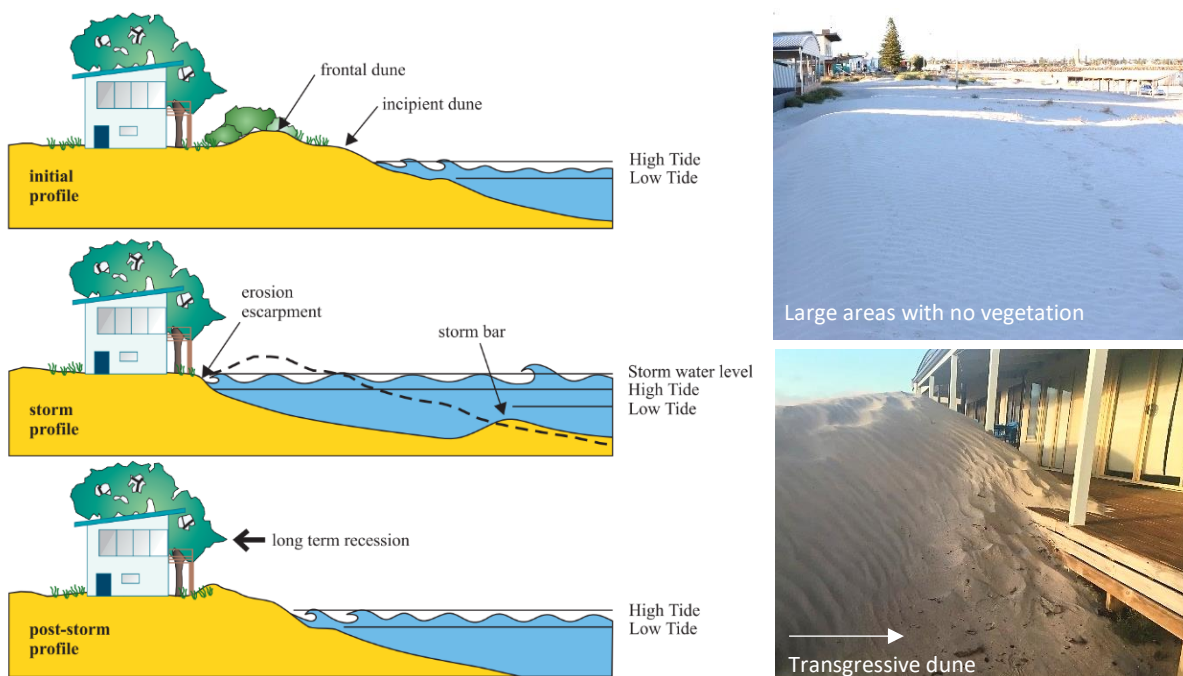 frontal dune
incipient dune
High Tide
Low Tide
initial
profile
erosion
escarpment
storm bar
Storm water level
High Tide
Low Tide
storm
profile
long term recession
High Tide
Low Tide
post-storm
profile
Large areas with no vegetation
Transgressive dune